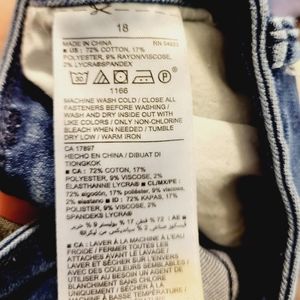 18
MADE IN CHINA RN 54023
■ US : 72% COTTON, 17%
POLYESTER, 9% RAYON/VISCOSE,
2% LYCRA®SPANDEX
1166
MACHINE WASH COLD / CLOSE ALL
FASTENERS BEFORE WASHING /
WASH AND DRY INSIDE OUT WITH
LIKE COLORS / ONLY NON-CHLORINE
BLEACH WHEN NEEDED / TUMBLE
DRY LOW / WARM IRON
CA 17897
HECHO EN CHINA / DIBUAT DI
TIONGKOK
■ CA : 72% COTON, 17%
POLYESTER, 9% VISCOSE, 2%
ÉLASTHANNE LYCRA® ■ CL/MX/PE :
72% algodón, 17% poliéster, 9% viscosa,
2% elastano ■ ID : 72% KATUN, 17%
POLIESTER, 9% VISCOSE, 2%
SPANDEKS LYCRA®
■ CA : LAVER À LA MACHINE À L'EAU
FROIDE / FERMER TOUTES LES
ATTACHES AVANT LE LAVAGE /
LAVER ET SÉCHER À L'ENVERS AVEC
DES COULEURS SEMBLABLES /
UTILISER AU BESOIN UN AGENT DE
BLANCHIMENT SANS CHLORE /
SÉCHER À LA MACHINE À
BASSE TEMPÉRATURE /